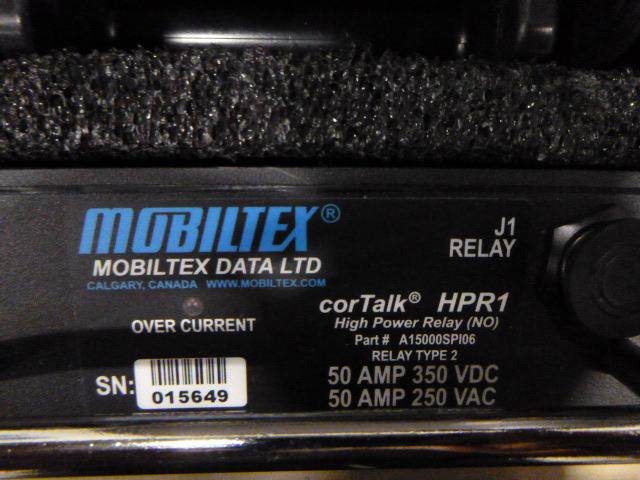 MOBILTEX®
MOBILTEX DATA LTD
CALGARY, CANADA WWW.MOBILTEX.COM
J1
RELAY
OVER CURRENT
SN:
015649
corTalk® HPR1
High Power Relay (NO)
Part # A15000SPI06
RELAY TYPE 2
50 AMP 350 VDC
50 AMP 250 VAC